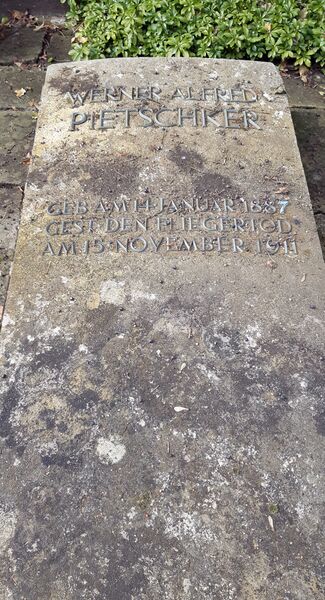 WERNER ALFRED
PIETSCHKER
GEB AM 14 JANUAR 1887
GEST DEN FLIEGERTOD
AM 15 · NOVEMBER 1911